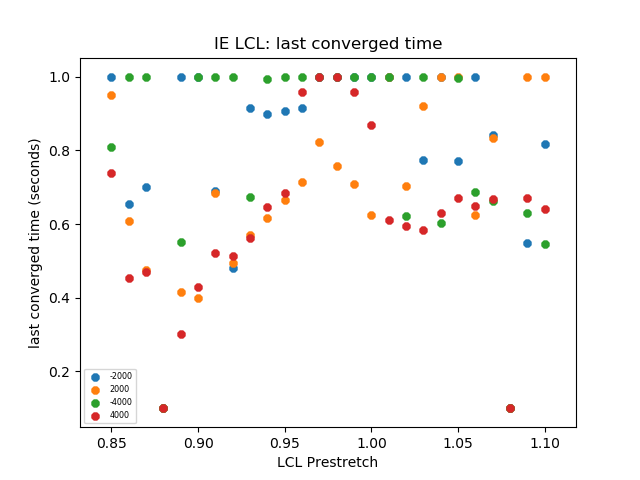 IE LCL: last converged time
last converged time (seconds)
1.0
0.8
0.6
0.4
0.2
-2000
2000
-4000
4000
0.85 0.90 0.95 1.00 1.05 1.10
LCL Prestretch